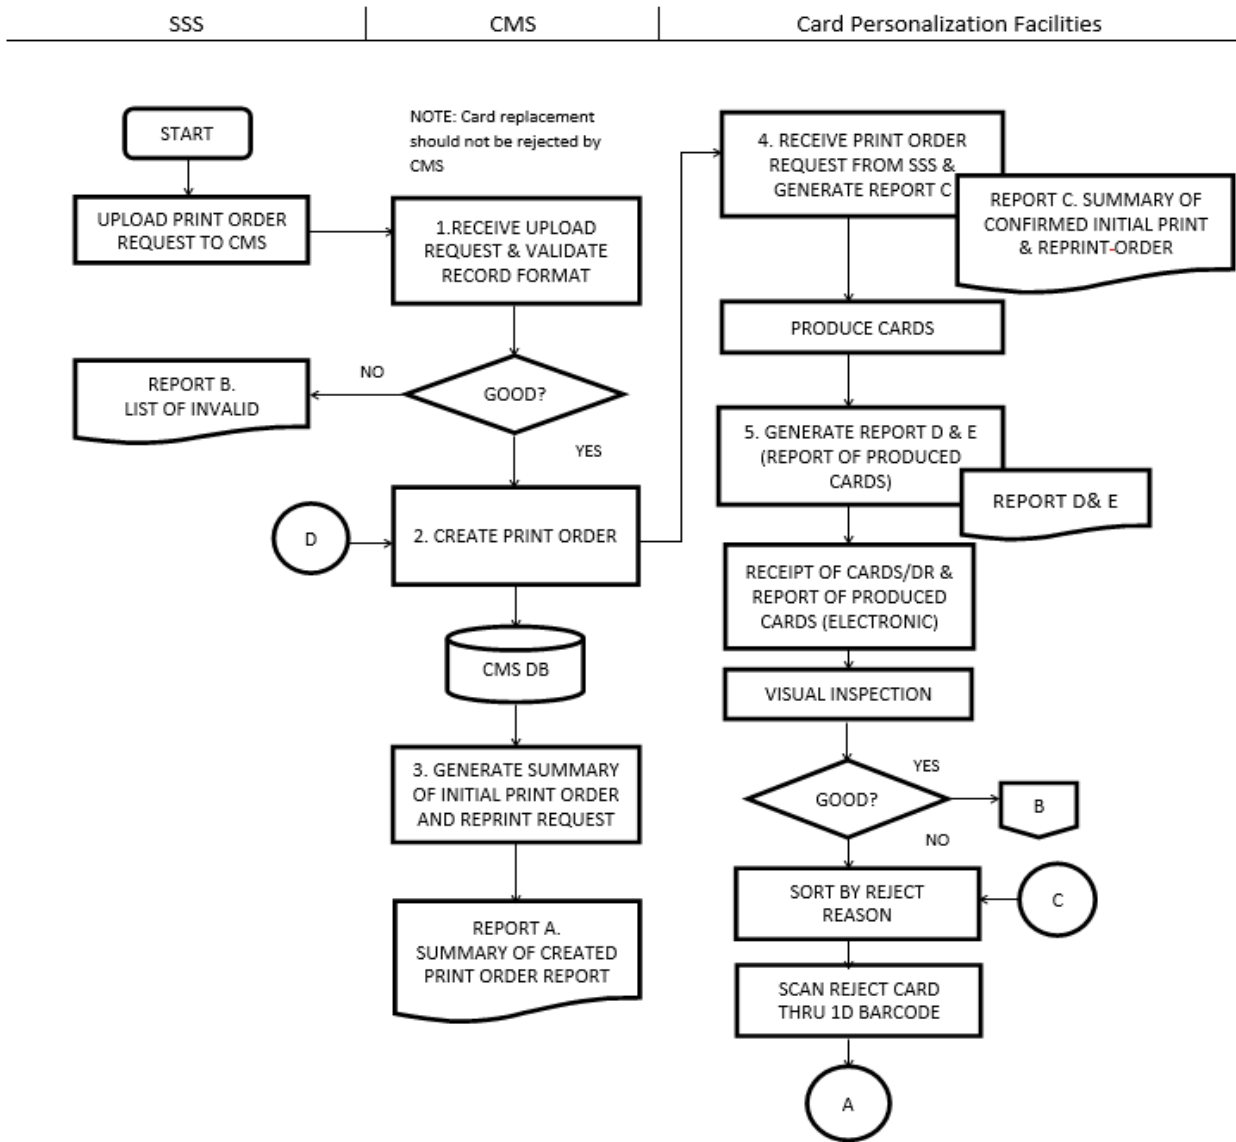 SSS
CMS
Card Personalization Facilities
START
UPLOAD PRINT ORDER
REQUEST TO CMS
NOTE: Card replacement
should not be rejected by
CMS
1.RECEIVE UPLOAD
REQUEST & VALIDATE
RECORD FORMAT
GOOD?
NO
REPORT B.
LIST OF INVALID
YES
D
2. CREATE PRINT ORDER
CMS DB
3. GENERATE SUMMARY
OF INITIAL PRINT ORDER
AND REPRINT REQUEST
REPORT A.
SUMMARY OF CREATED
PRINT ORDER REPORT
4. RECEIVE PRINT ORDER
REQUEST FROM SSS &
GENERATE REPORT C
REPORT C. SUMMARY OF
CONFIRMED INITIAL PRINT
& REPRINT-ORDER
PRODUCE CARDS
5. GENERATE REPORT D & E
(REPORT OF PRODUCED
CARDS)
REPORT D& E
RECEIPT OF CARDS/DR &
REPORT OF PRODUCED
CARDS (ELECTRONIC)
VISUAL INSPECTION
GOOD?
YES
B
NO
SORT BY REJECT
REASON
C
SCAN REJECT CARD
THRU 1D BARCODE
A